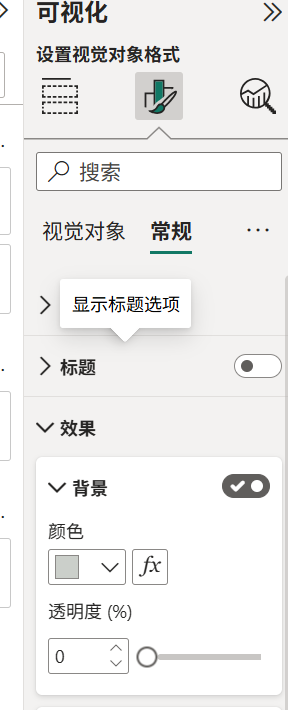 可视化
设置视觉对象格式
搜索
视觉对象
常规
...
显示标题选项
标题
效果
背景
颜色
fx
透明度 (%)
0